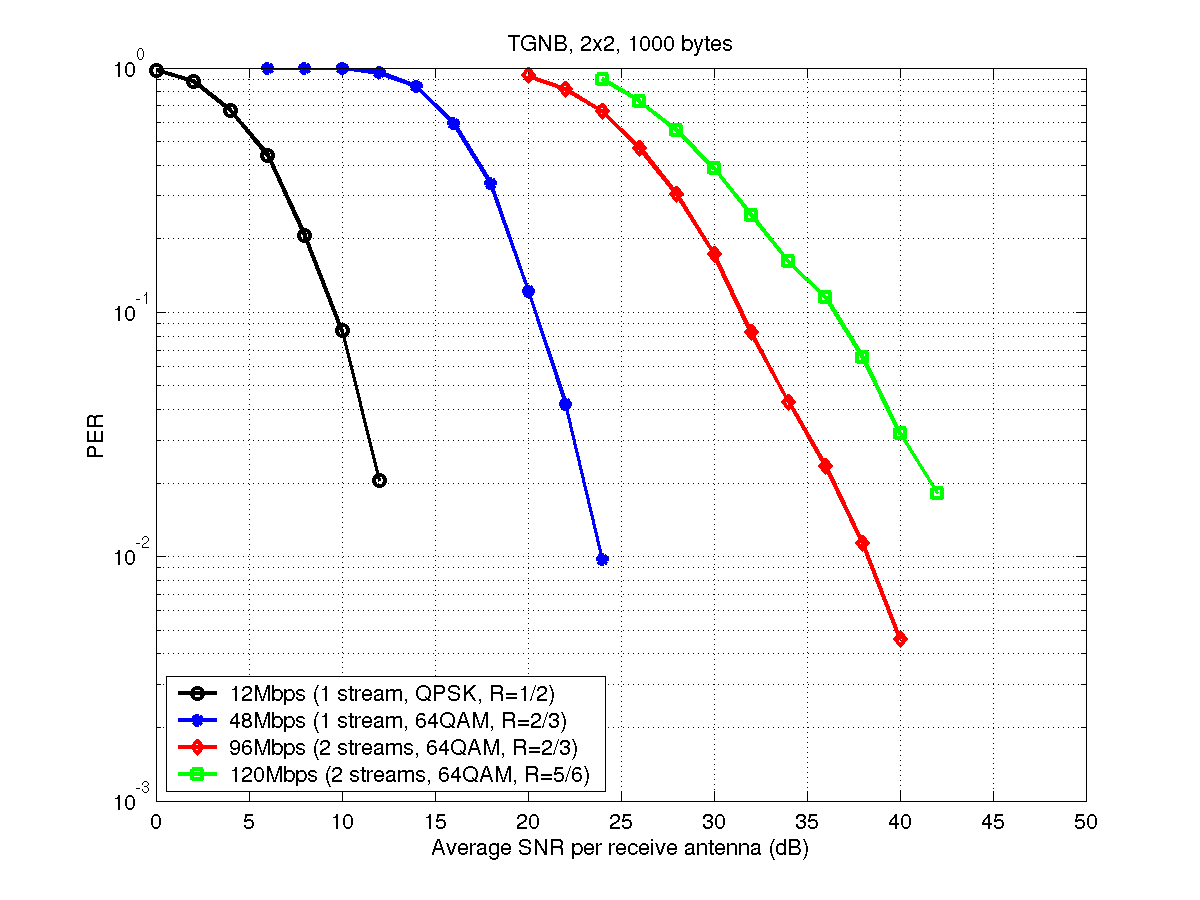 TGNB, 2x2, 1000 bytes
10^0
10^-1
10^-2
10^-3
PER
12Mbps (1 stream, QPSK, R=1/2)
48Mbps (1 stream, 64QAM, R=2/3)
96Mbps (2 streams, 64QAM, R=2/3)
120Mbps (2 streams, 64QAM, R=5/6)
0 5 10 15 20 25 30 35 40 45 50
Average SNR per receive antenna (dB)